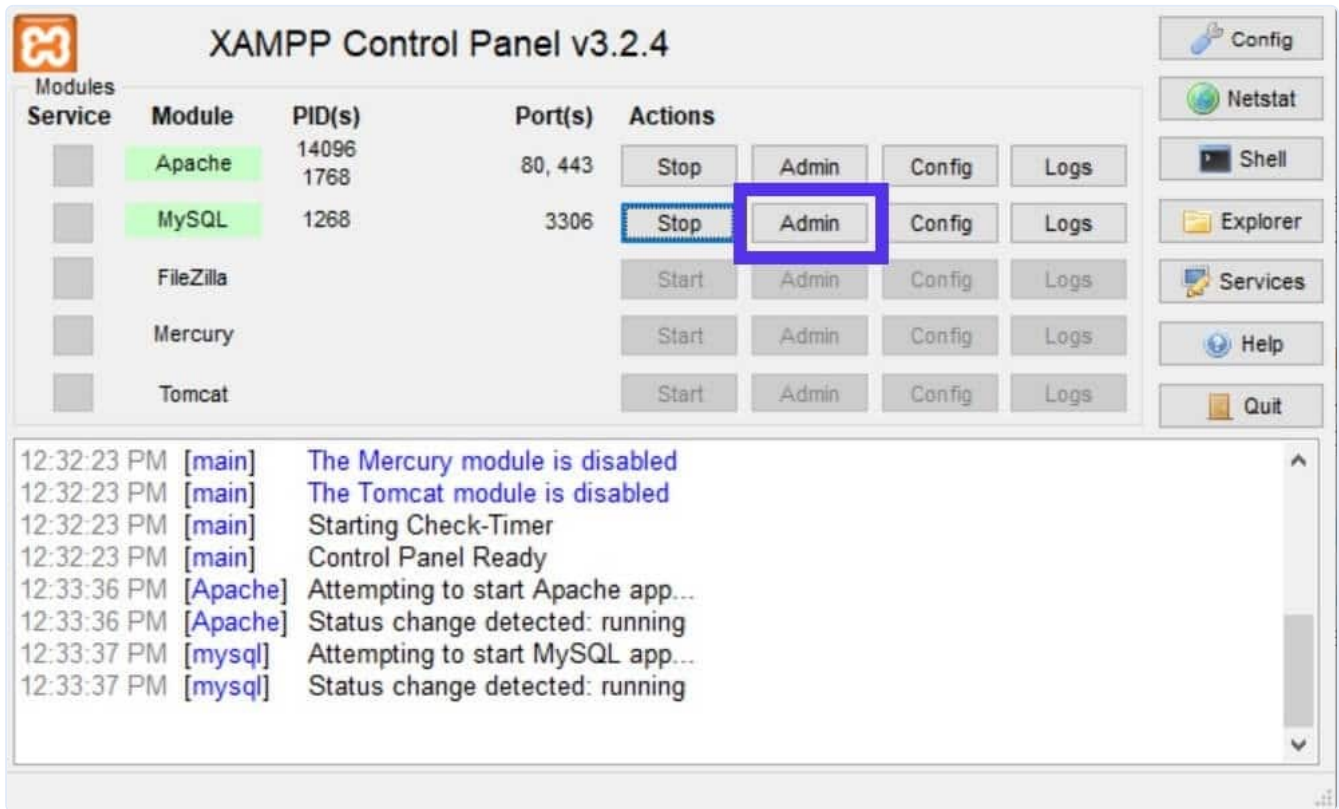 XAMPP Control Panel v3.2.4
Modules
Service Module PID(s) Port(s) Actions
Apache 14096 1768 80, 443 Stop Admin Config Logs
MySQL 1268 3306 Stop Admin Config Logs
FileZilla Start Admin Config Logs
Mercury Start Admin Config Logs
Tomcat Start Admin Config Logs
Config
Netstat
Shell
Explorer
Services
Help
Quit
12:32:23 PM [main] The Mercury module is disabled
12:32:23 PM [main] The Tomcat module is disabled
12:32:23 PM [main] Starting Check-Timer
12:32:23 PM [main] Control Panel Ready
12:33:36 PM [Apache] Attempting to start Apache app...
12:33:36 PM [Apache] Status change detected: running
12:33:37 PM [mysql] Attempting to start MySQL app...
12:33:37 PM [mysql] Status change detected: running